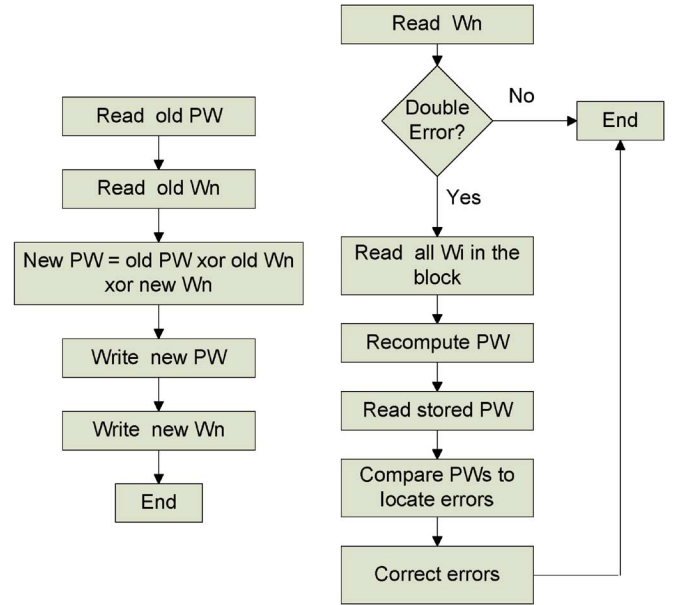 Read old PW
Read old Wn
New PW = old PW xor old Wn
xor new Wn
Write new PW
Write new Wn
End
Read Wn
Double
Error?
No
End
Yes
Read all Wi in the
block
Recompute PW
Read stored PW
Compare PWs to
locate errors
Correct errors